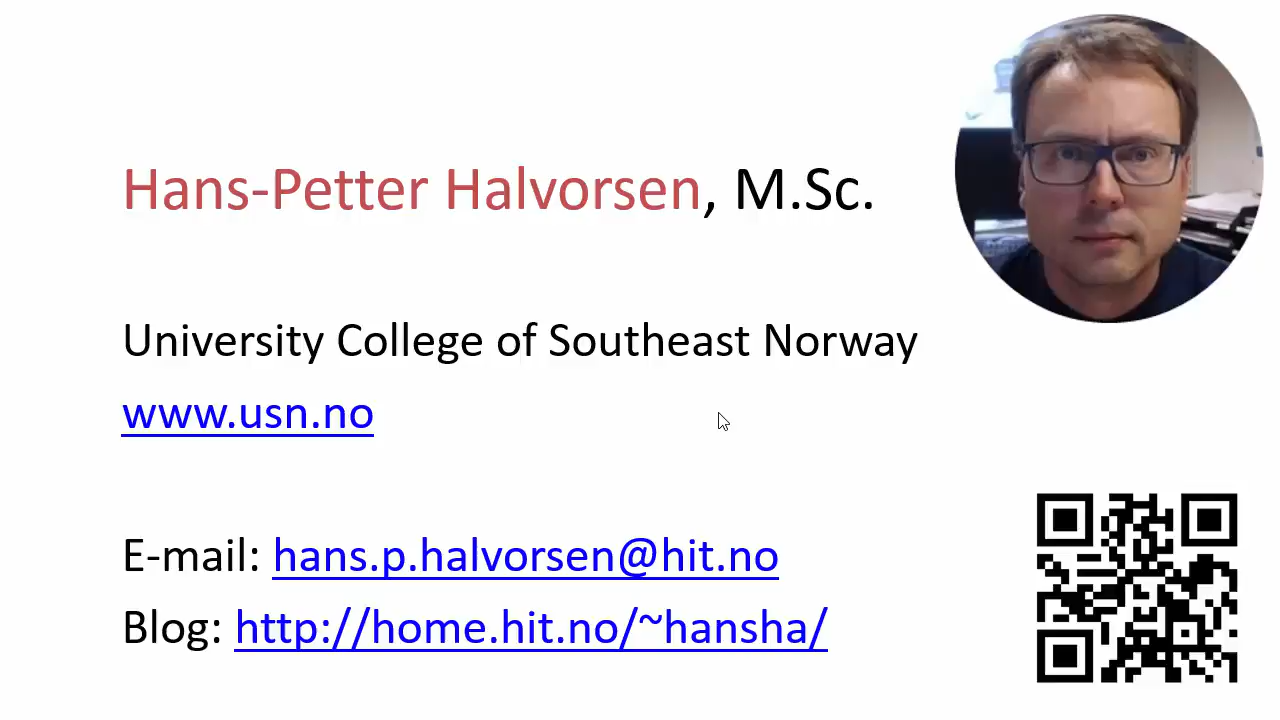 Hans-Petter Halvorsen, M.Sc.
University College of Southeast Norway
www.usn.no
E-mail: hans.p.halvorsen@hit.no
Blog: http://home.hit.no/~hansha/